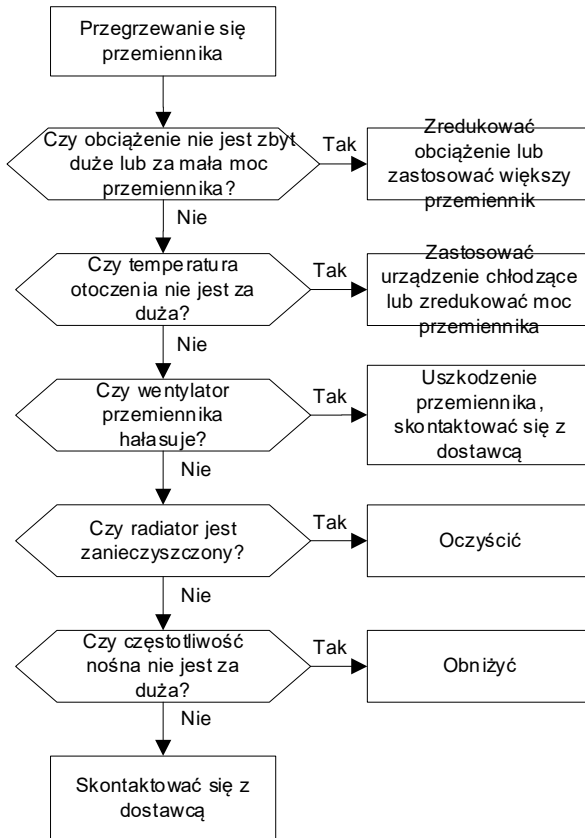 Przegrzewanie się
przemiennika
Czy obciążenie nie jest zbyt
duże lub za mała moc
przemiennika?
Tak
Zredukować
obciążenie lub
zastosować większy
przemiennik
Nie
Czy temperatura
otoczenia nie jest za
duża?
Tak
Zastosować
urządzenie chłodzące
lub zredukować moc
przemiennika
Nie
Czy wentylator
przemiennika
hałasuje?
Tak
Uszkodzenie
przemiennika,
skontaktować się z
dostawcą
Nie
Czy radiator jest
zanieczyszczony?
Tak
Oczyścić
Nie
Czy częstotliwość
nośna nie jest za
duża?
Tak
Obniżyć
Nie
Skontaktować się z
dostawcą